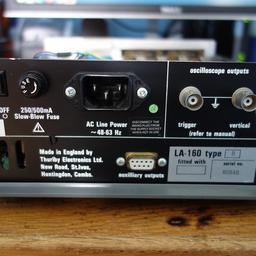 oscilloscope outputs
OFF
250/500mA
Slow-Blow Fuse
AC Line Power
~48-63 Hz
DISCONNECT THE
trigger
vertical
(refer to manual)
Made in England by
Thurlby Electronics Ltd.
New Road, St.Ives,
Huntingdon, Cambs.
auxiliary outputs
LA-160 type B
fitted with
serial no.